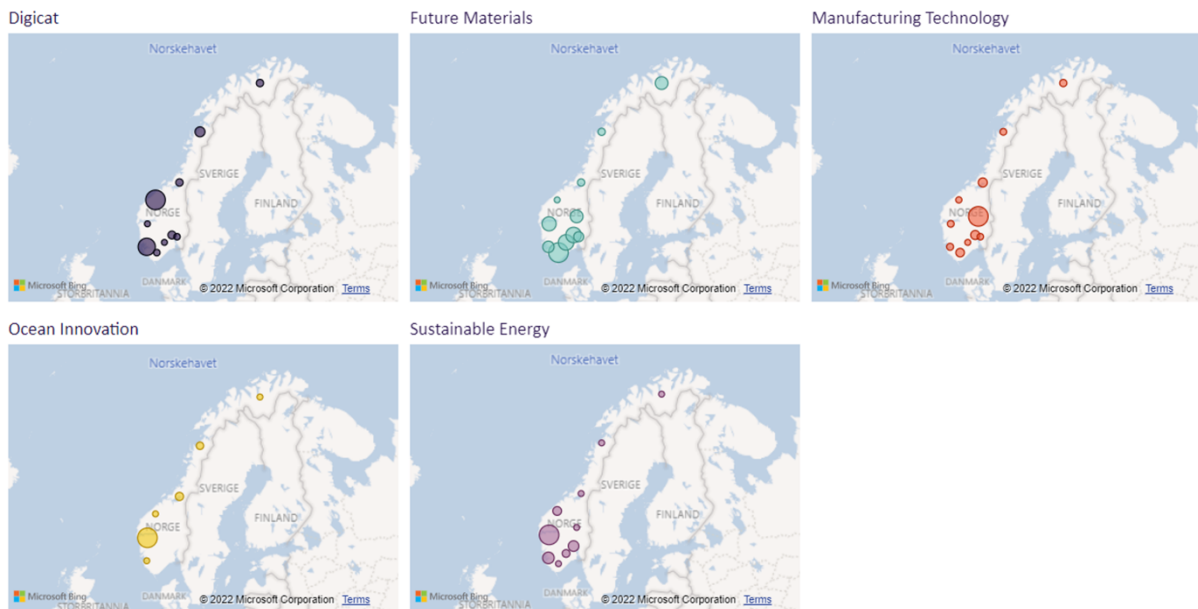 Digicat
Future Materials
Manufacturing Technology
Norskehavet
Norskehavet
Norskehavet
SVERIGE
SVERIGE
SVERIGE
NORGE
FINLAND
NORGE
FINLAND
NORGE
FINLAND
DANMARK
DANMARK
DANMARK
Microsoft Bing
© 2022 Microsoft Corporation Terms
Microsoft Bing
© 2022 Microsoft Corporation Terms
Microsoft Bing
© 2022 Microsoft Corporation Terms
STORBRITANNIA
STORBRITANNIA
STORBRITANNIA
Ocean Innovation
Sustainable Energy
Norskehavet
Norskehavet
SVERIGE
SVERIGE
NORGE
FINLAND
NORGE
FINLAND
DANMARK
DANMARK
Microsoft Bing
© 2022 Microsoft Corporation Terms
Microsoft Bing
© 2022 Microsoft Corporation Terms
STORBRITANNIA
STORBRITANNIA